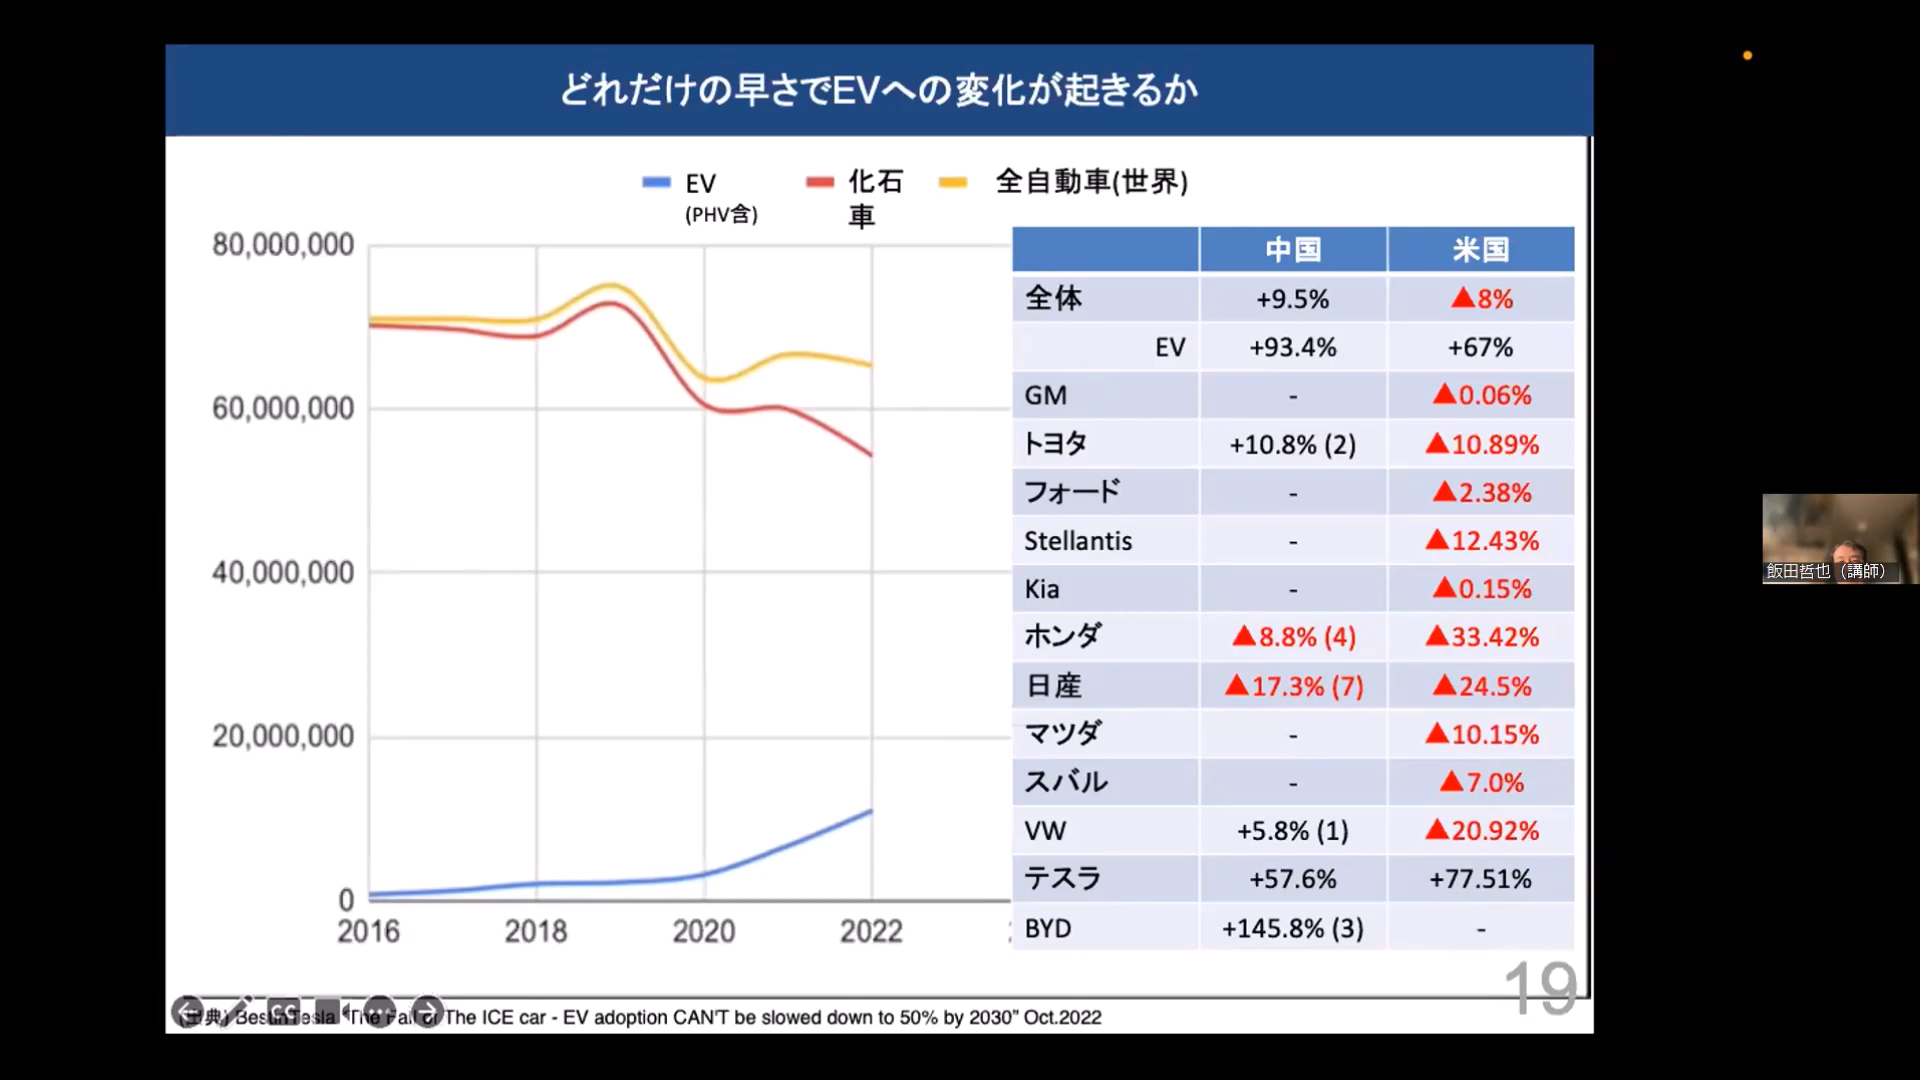 どれだけの早さでEVへの変化が起きるか
EV
(PHV含)
化石
車
全自動車(世界)
80,000,000
60,000,000
40,000,000
20,000,000
0
2016 2018 2020 2022
中国 米国
全体 +9.5% ▲8%
EV +93.4% +67%
GM - ▲0.06%
トヨタ +10.8% (2) ▲10.89%
フォード - ▲2.38%
Stellantis - ▲12.43%
Kia - ▲0.15%
ホンダ ▲8.8% (4) ▲33.42%
日産 ▲17.3% (7) ▲24.5%
マツダ - ▲10.15%
スバル - ▲7.0%
VW +5.8% (1) ▲20.92%
テスラ +57.6% +77.51%
BYD +145.8% (3) -
19
(出典) BestInTesla “The Fall of The ICE car - EV adoption CAN'T be slowed down to 50% by 2030” Oct.2022
CC
飯田哲也（講師）